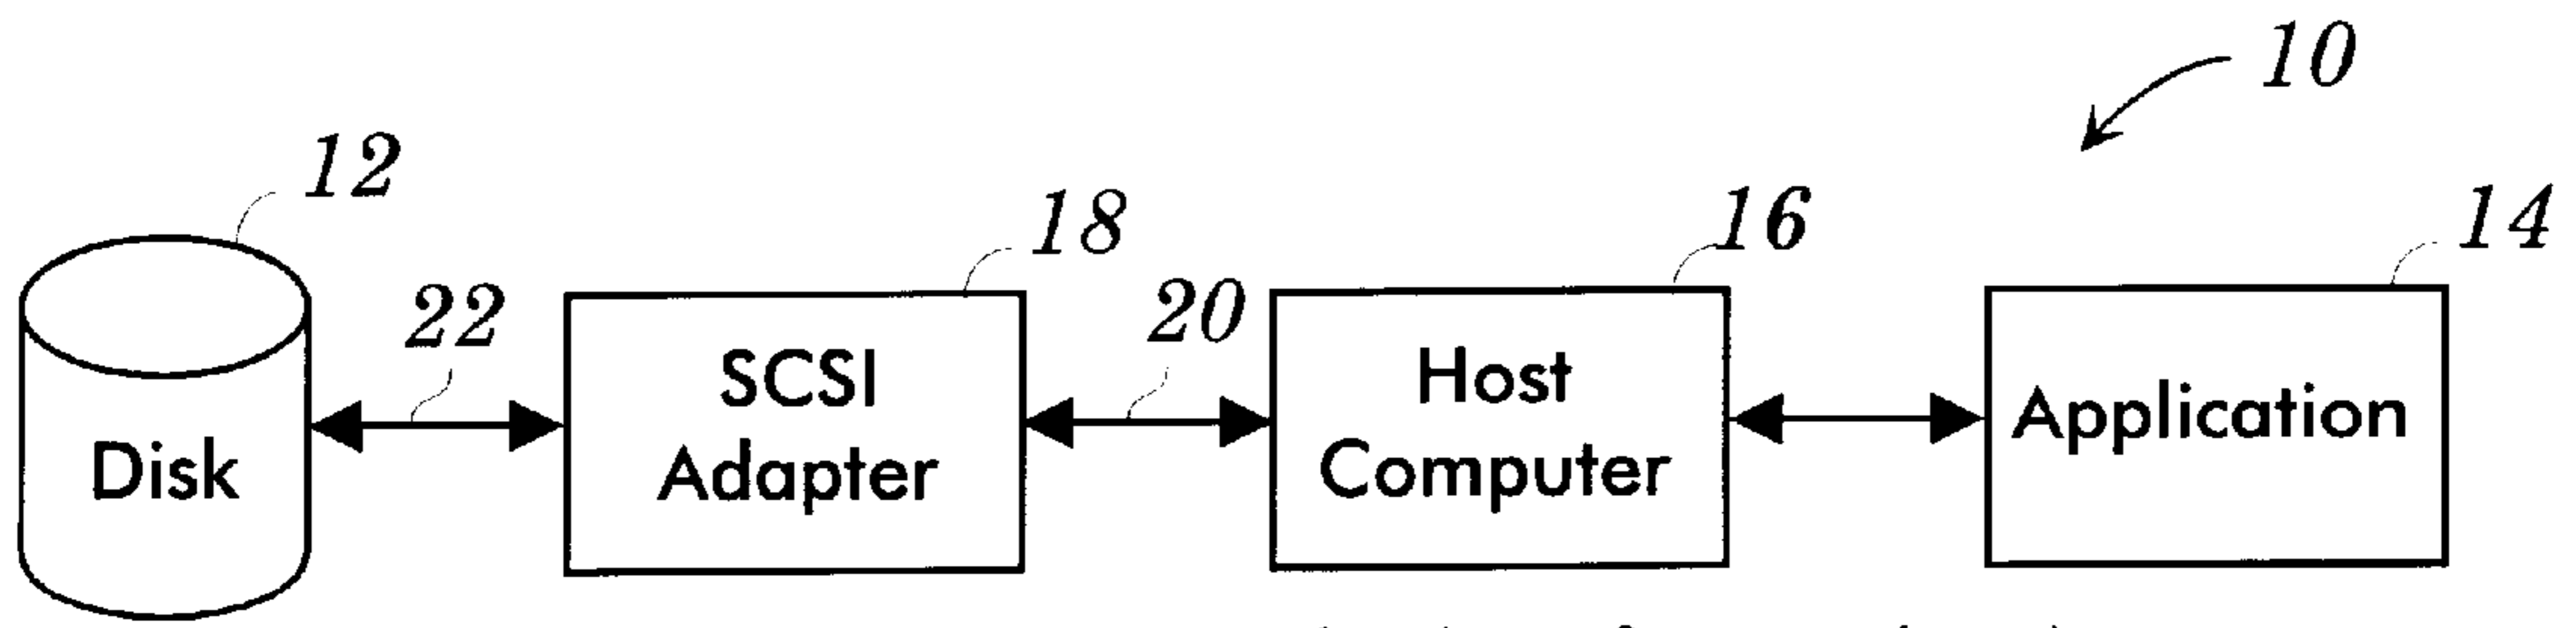 10
12
18
16
14
22
20
SCSI
Adapter
Host
Computer
Application
Disk